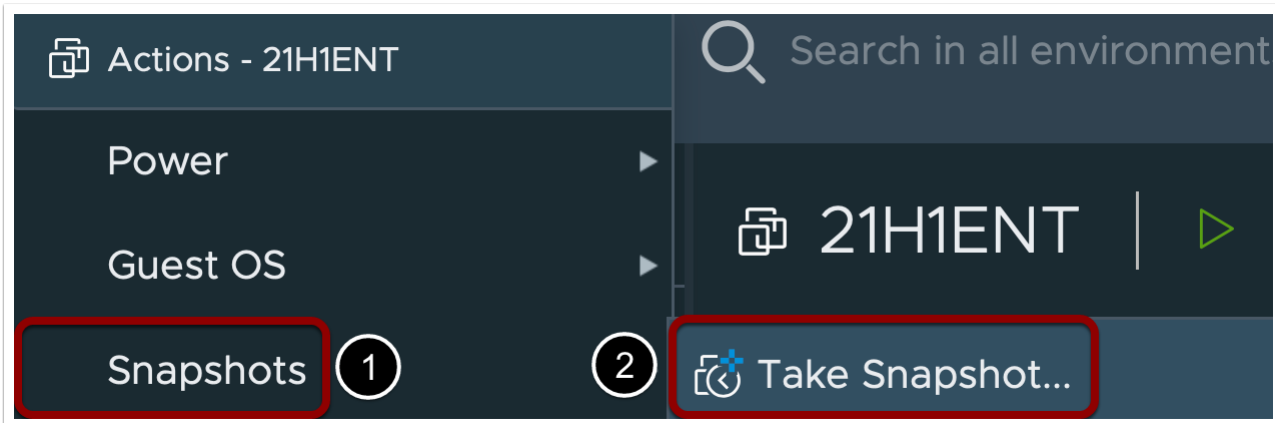 Actions - 21H1ENT
Search in all environment
Power
21H1ENT
Guest OS
Snapshots 1
2 Take Snapshot...